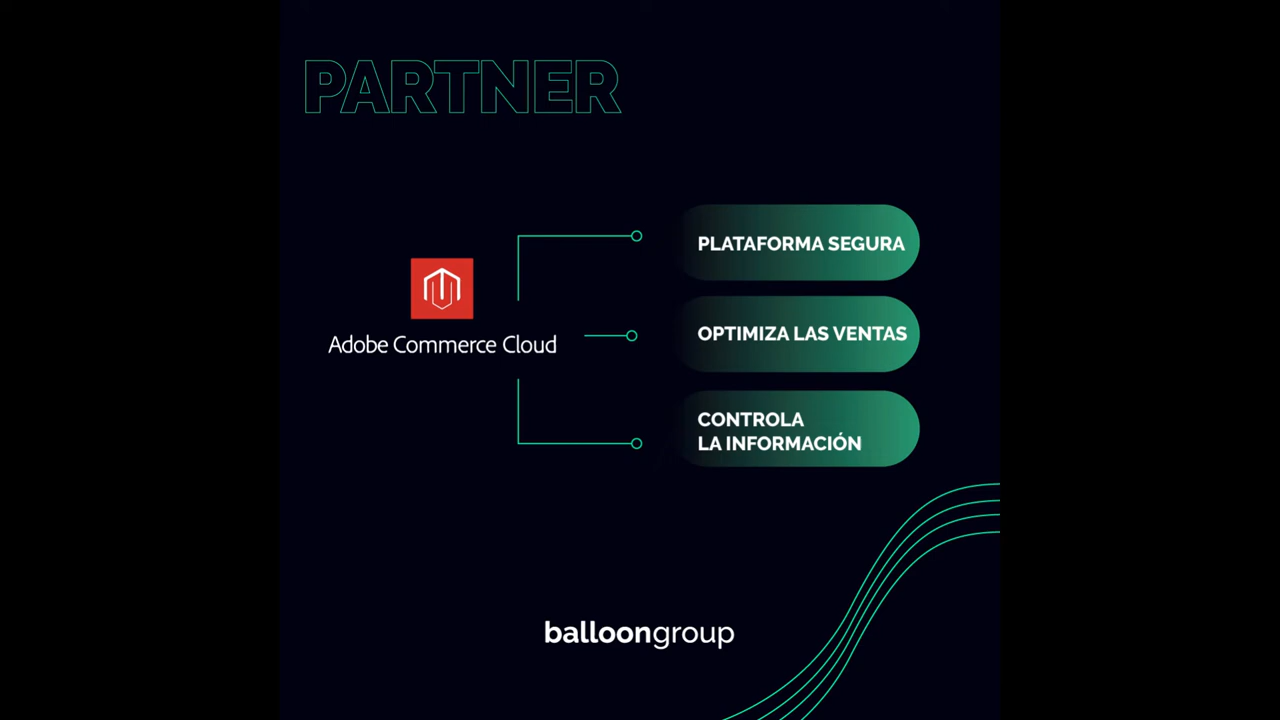 PARTNER
Adobe Commerce Cloud
PLATAFORMA SEGURA
OPTIMIZA LAS VENTAS
CONTROLA
LA INFORMACIÓN
balloongroup